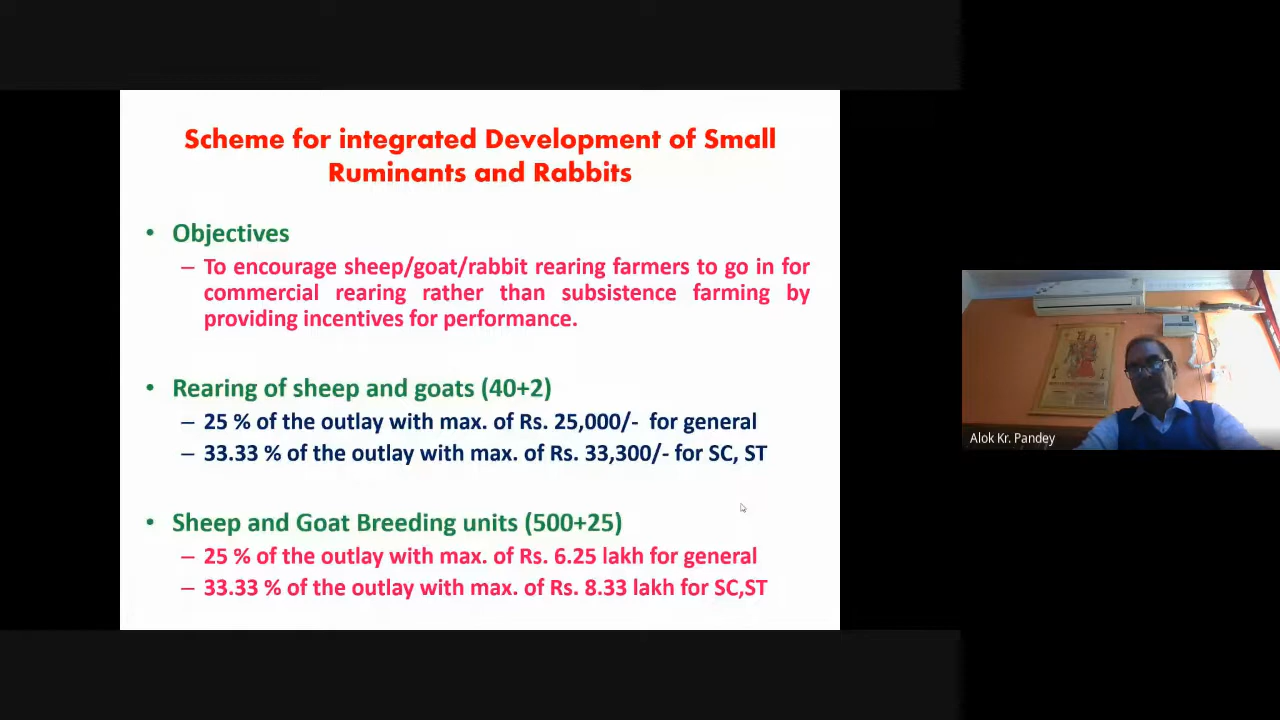 Scheme for integrated Development of Small
Ruminants and Rabbits
• Objectives
– To encourage sheep/goat/rabbit rearing farmers to go in for
commercial rearing rather than subsistence farming by
providing incentives for performance.
• Rearing of sheep and goats (40+2)
– 25 % of the outlay with max. of Rs. 25,000/- for general
– 33.33 % of the outlay with max. of Rs. 33,300/- for SC, ST
• Sheep and Goat Breeding units (500+25)
– 25 % of the outlay with max. of Rs. 6.25 lakh for general
– 33.33 % of the outlay with max. of Rs. 8.33 lakh for SC,ST
Alok Kr. Pandey